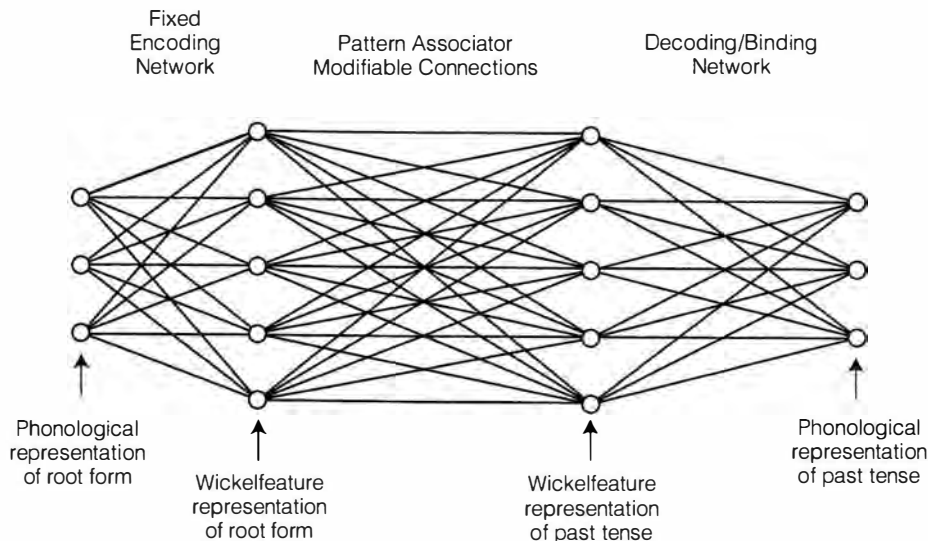 Fixed
Encoding
Network
Pattern Associator
Modifiable Connections
Decoding/Binding
Network
Phonological
representation
of root form
Wickelfeature
representation
of root form
Wickelfeature
representation
of past tense
Phonological
representation
of past tense